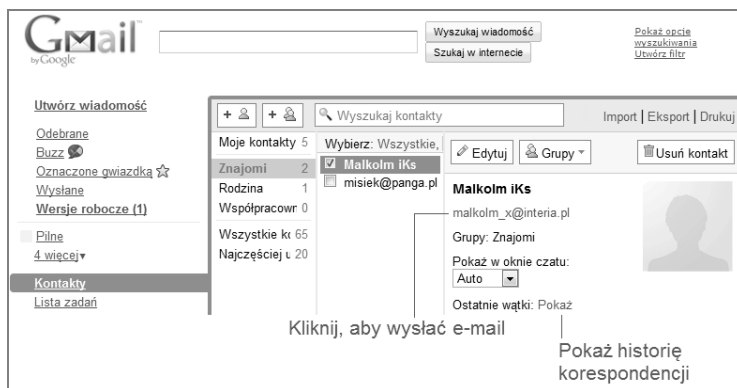 Gmail
by Google
Wyszukaj wiadomość
Szukaj w internecie
Pokaż opcje
wyszukiwania
Utwórz filtr
Utwórz wiadomość
Odebrane
Buzz
Oznaczone gwiazdką
Wysłane
Wersje robocze (1)
Pilne
4 więcej▾
Kontakty
Lista zadań
+ +
Wyszukaj kontakty
Import | Eksport | Drukuj
Moje kontakty 5
Znajomi 2
Rodzina 1
Współpracowr 0
Wszystkie kc 65
Najczęściej u 20
Wybierz: Wszystkie,
Malkolm iKs
misiek@panga.pl
Edytuj
Grupy
Usuń kontakt
Malkolm iKs
malkolm_x@interia.pl
Grupy: Znajomi
Pokaż w oknie czatu:
Auto
Ostatnie wątki: Pokaż
Kliknij, aby wysłać e-mail
Pokaż historię
korespondencji